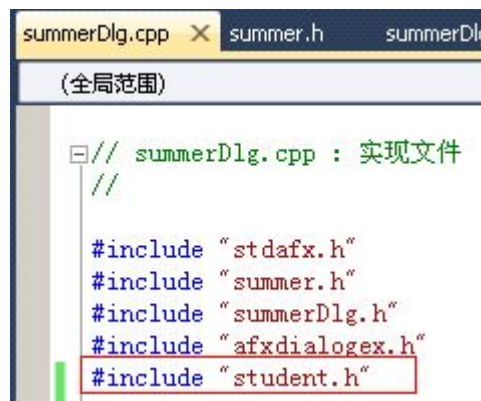 summerDlg.cpp × summer.h summerDl
(全局范围)
// summerDlg.cpp : 实现文件
//
#include "stdafx.h"
#include "summer.h"
#include "summerDlg.h"
#include "afxdialogex.h"
#include "student.h"